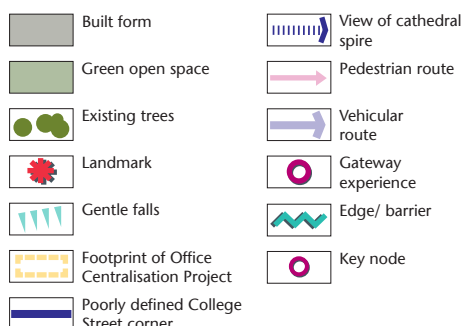 Built form
Green open space
Existing trees
Landmark
Gentle falls
Footprint of Office
Centralisation Project
Poorly defined College
Street corner
View of cathedral
spire
Pedestrian route
Vehicular
route
Gateway
experience
Edge/ barrier
Key node